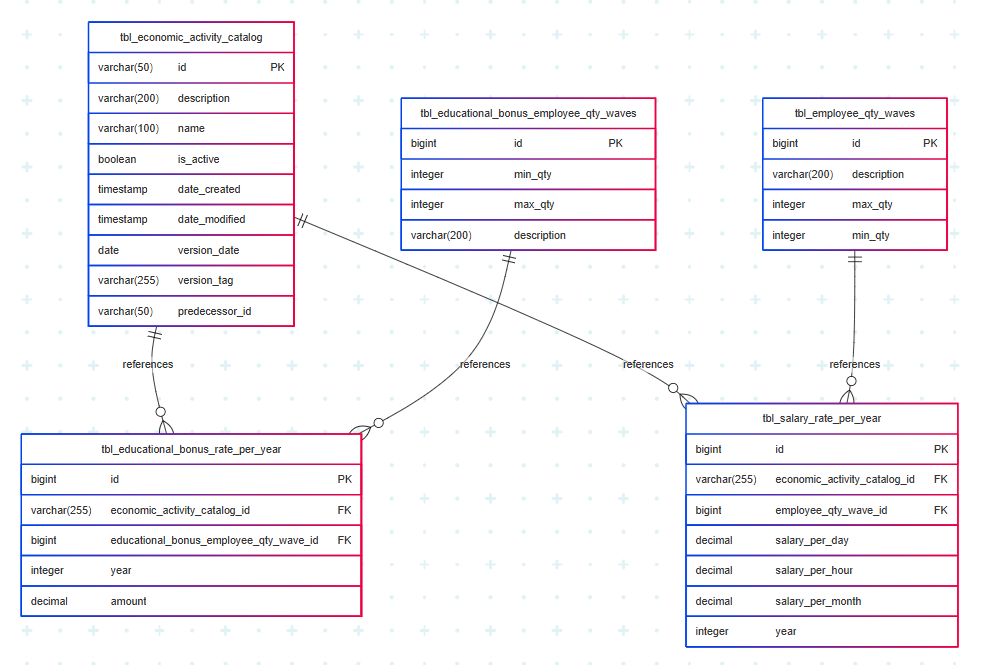 tbl_economic_activity_catalog
varchar(50) id PK
varchar(200) description
varchar(100) name
boolean is_active
timestamp date_created
timestamp date_modified
date version_date
varchar(255) version_tag
varchar(50) predecessor_id
tbl_educational_bonus_employee_qty_waves
bigint id PK
integer min_qty
integer max_qty
varchar(200) description
tbl_employee_qty_waves
bigint id PK
varchar(200) description
integer max_qty
integer min_qty
references
references
references
references
tbl_educational_bonus_rate_per_year
bigint id PK
varchar(255) economic_activity_catalog_id FK
bigint educational_bonus_employee_qty_wave_id FK
integer year
decimal amount
tbl_salary_rate_per_year
bigint id PK
varchar(255) economic_activity_catalog_id FK
bigint employee_qty_wave_id FK
decimal salary_per_day
decimal salary_per_hour
decimal salary_per_month
integer year